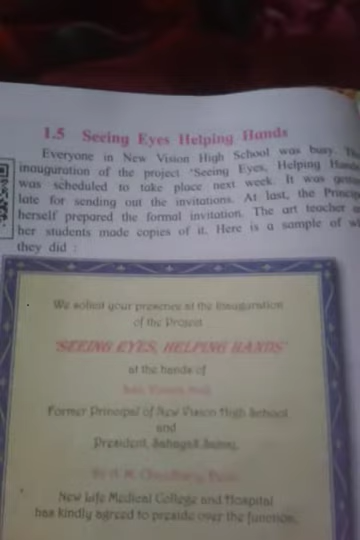 1.5 Seeing Eyes Helping Hands
Everyone in New Vision High School was busy. The
inauguration of the project 'Seeing Eyes, Helping Hands'
was scheduled to take place next week. It was getting
late for sending out the invitations. At last, the Principal
herself prepared the formal invitation. The art teacher and
her students made copies of it. Here is a sample of what
they did :
We solicit your presence at the Inauguration
of the Project
'SEEING EYES, HELPING HANDS'
at the hands of
Former Principal of New Vision High School
and
President,
New Life Medical College and Hospital
has kindly agreed to preside over the function.